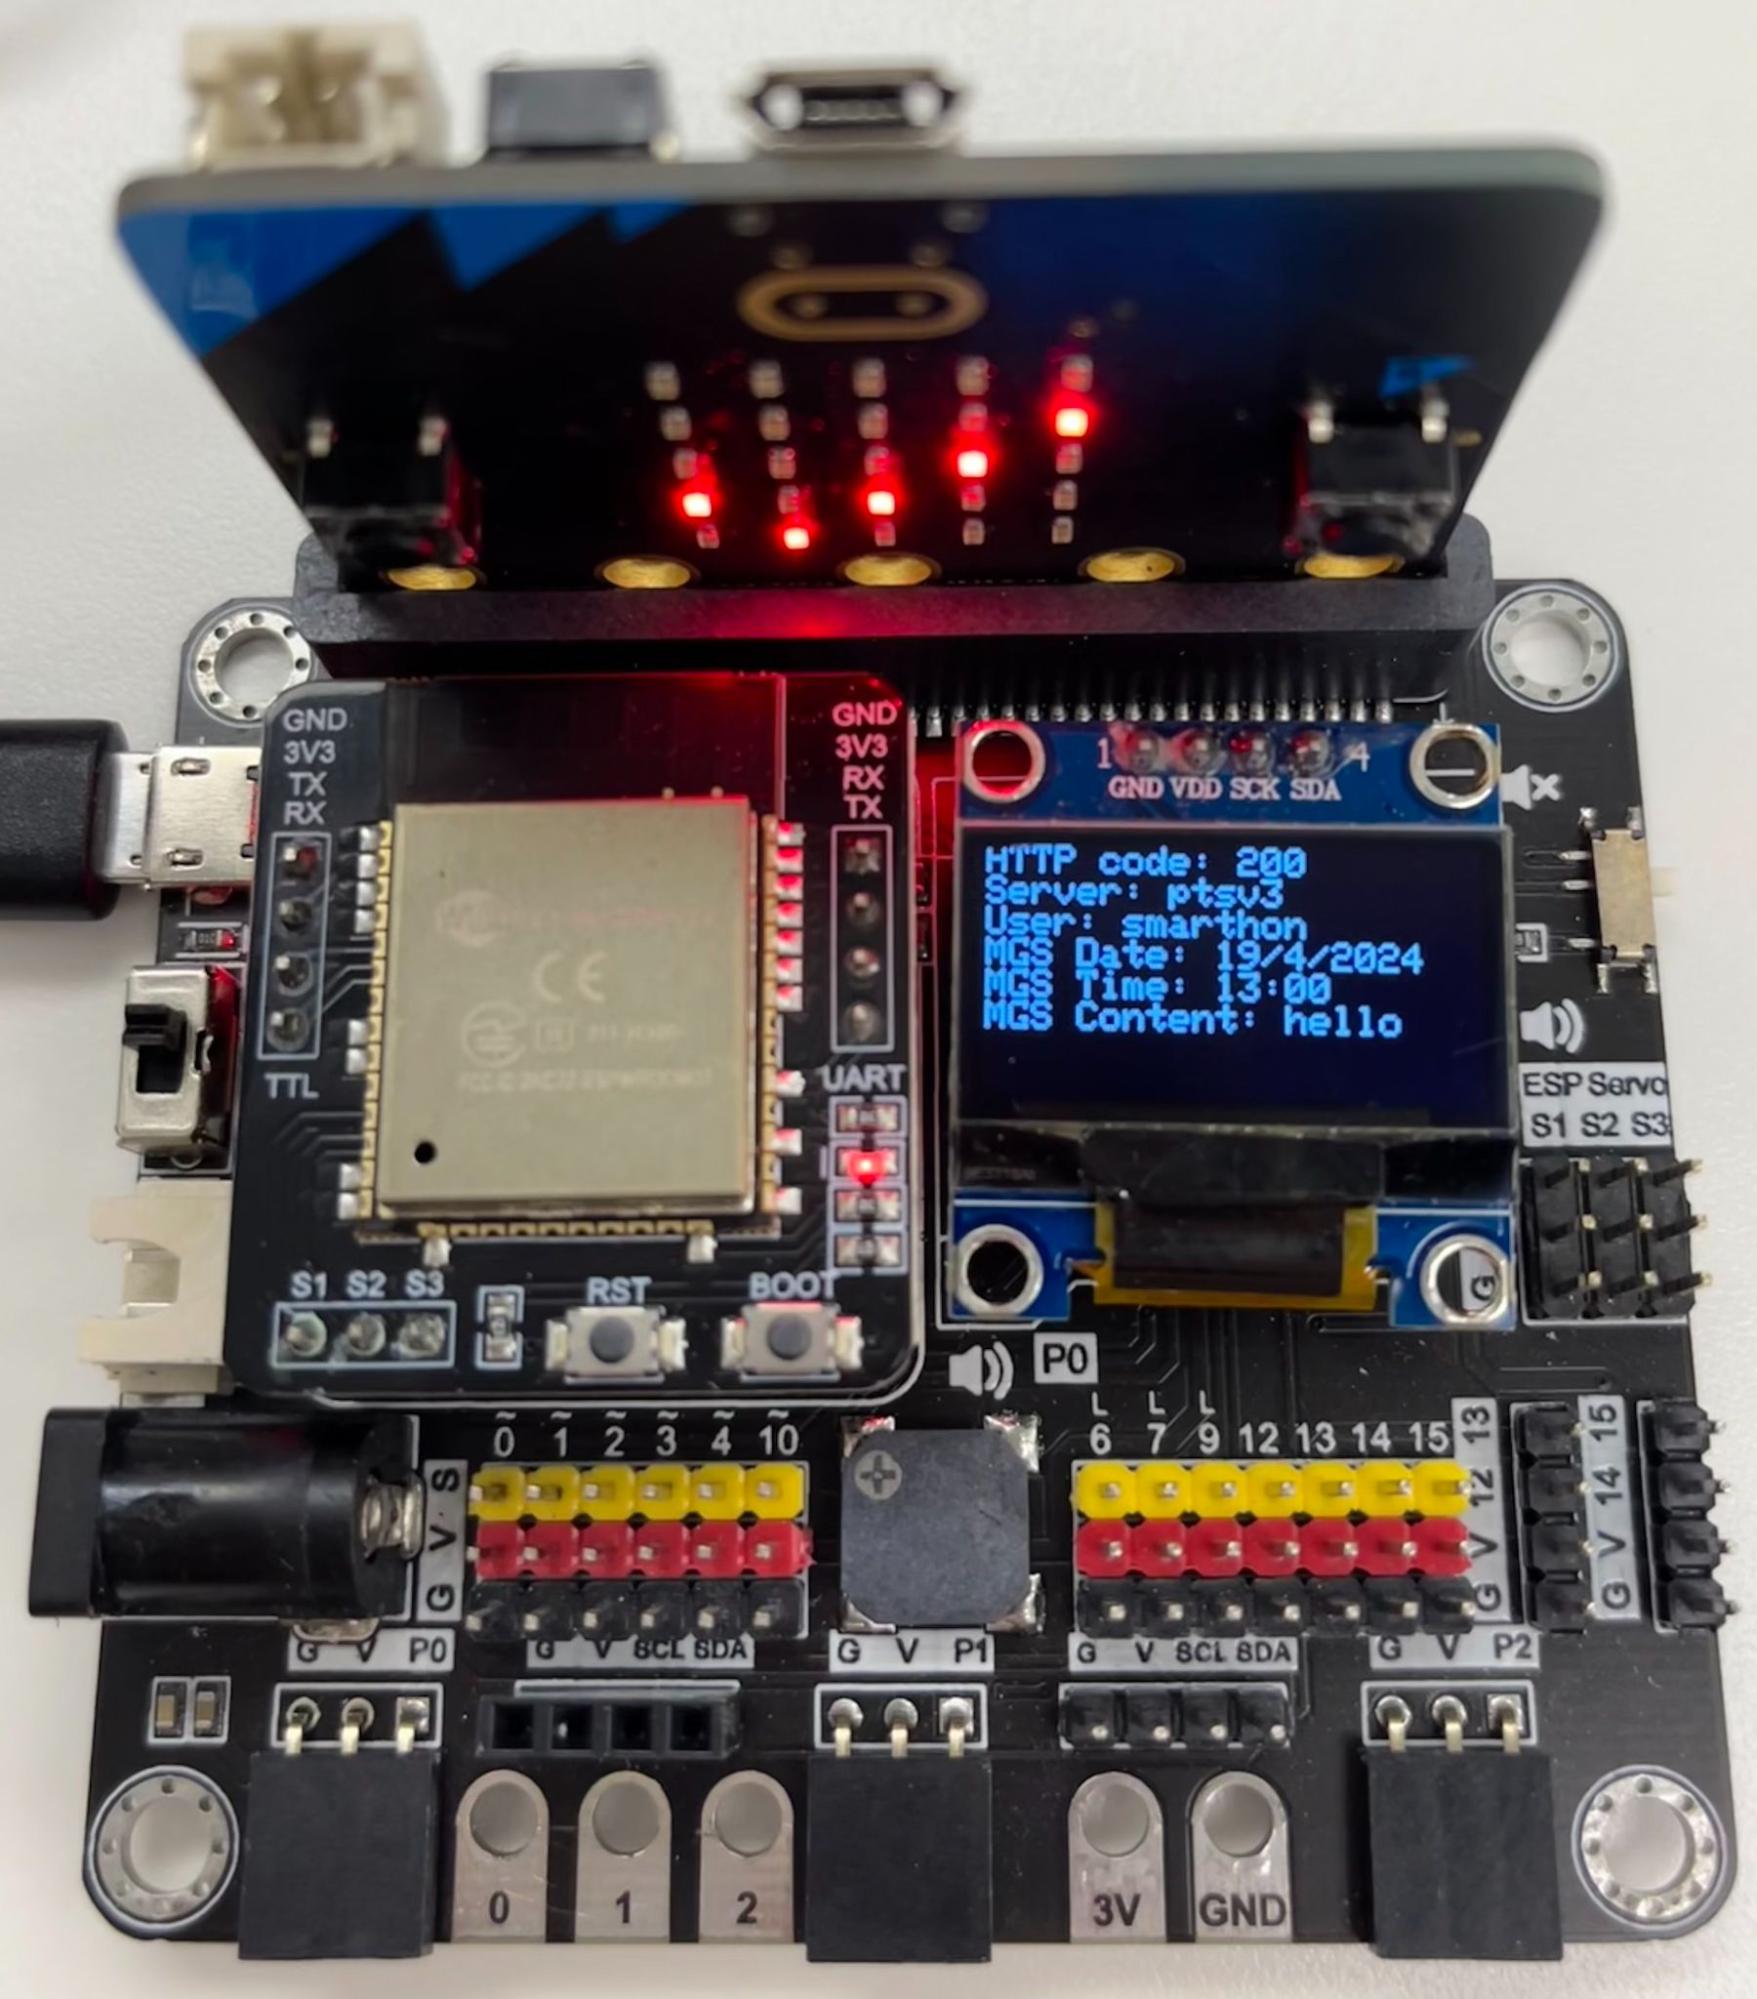 GND
3V3
TX
RX
GND
3V3
RX
TX
1 4
GND VDD SCK SDA
HTTP code: 200
Server: ptsv3
User: smarthon
MGS Date: 19/4/2024
MGS Time: 13:00
MGS Content: hello
TTL
UART
CE
ESP Servo
S1 S2 S3
S1 S2 S3
RST
BOOT
G
P0
~ ~ ~ ~ ~ ~
0 1 2 3 4 10
L L L
6 7 9 12 13 14 15
S
V
G
13
12
V
G
15
14
V
G
G V P0
G V SCL SDA
G V P1
G V SCL SDA
G V P2
0 1 2 3V GND